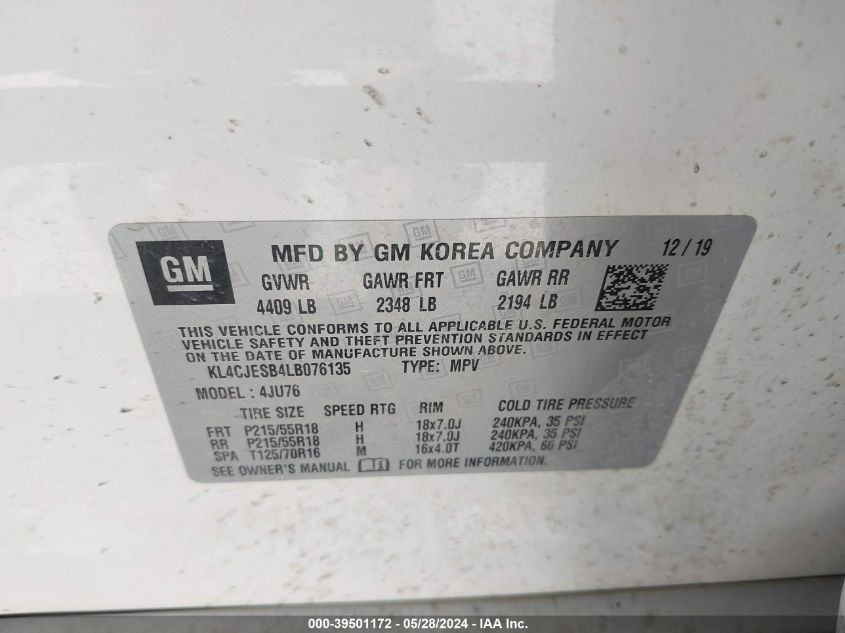 GM
MFD BY GM KOREA COMPANY 12/19
GVWR GAWR FRT GAWR RR
4409 LB 2348 LB 2194 LB
THIS VEHICLE CONFORMS TO ALL APPLICABLE U.S. FEDERAL MOTOR
VEHICLE SAFETY AND THEFT PREVENTION STANDARDS IN EFFECT
ON THE DATE OF MANUFACTURE SHOWN ABOVE.
KL4CJESB4LB076135 TYPE: MPV
MODEL: 4JU76
TIRE SIZE SPEED RTG RIM COLD TIRE PRESSURE
FRT P215/55R18 H 18x7.0J 240KPA, 35 PSI
RR P215/55R18 H 18x7.0J 240KPA, 35 PSI
SPA T125/70R16 M 16x4.0T 420KPA, 60 PSI
SEE OWNER'S MANUAL FOR MORE INFORMATION.
000-39501172 - 05/28/2024 - IAA Inc.